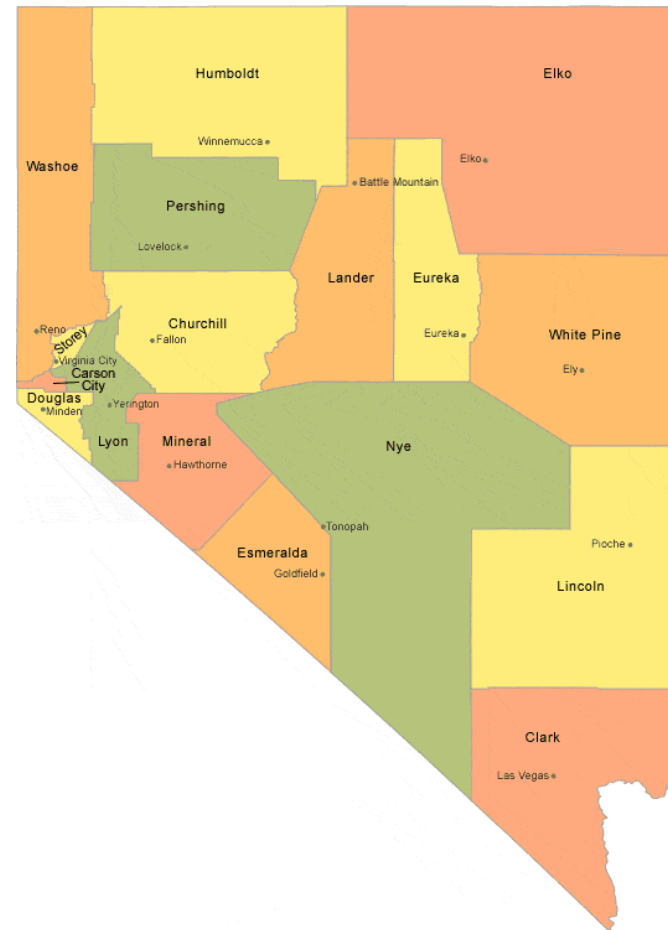 Humboldt
Elko
Winnemucca
Elko
Washoe
Battle Mountain
Pershing
Lovelock
Lander
Eureka
Churchill
Reno
Storey
Fallon
Eureka
White Pine
Virginia City
Carson
City
Ely
Douglas
Minden
Yerington
Lyon
Mineral
Nye
Hawthorne
Tonopah
Pioche
Esmeralda
Goldfield
Lincoln
Clark
Las Vegas